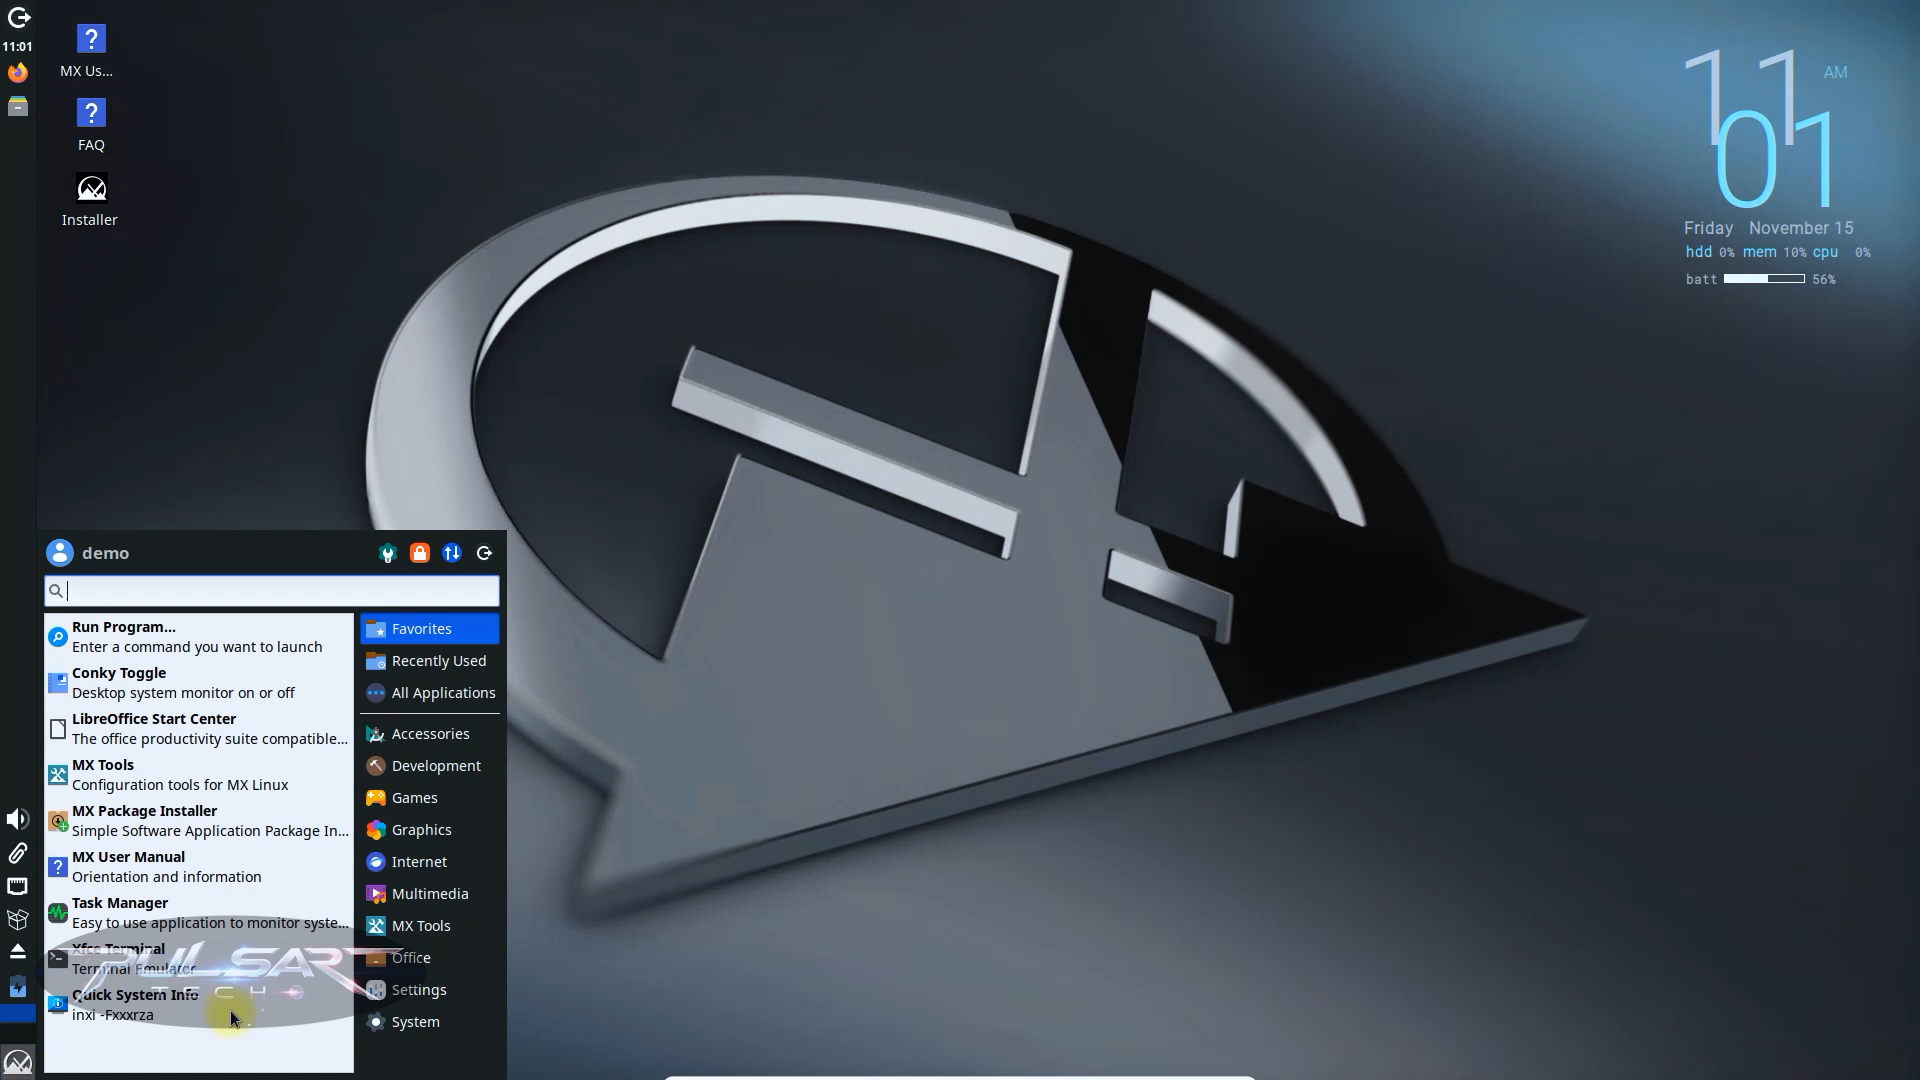 11:01
MX Us...
FAQ
Installer
11
AM
01
Friday November 15
hdd 0% mem 10% cpu 0%
batt 56%
demo
Run Program...
Enter a command you want to launch
Conky Toggle
Desktop system monitor on or off
LibreOffice Start Center
The office productivity suite compatible...
MX Tools
Configuration tools for MX Linux
MX Package Installer
Simple Software Application Package In...
MX User Manual
Orientation and information
Task Manager
Easy to use application to monitor syste...
Xfce Terminal
Terminal Emulator
Quick System Info
inxi -Fxxxrza
Favorites
Recently Used
All Applications
Accessories
Development
Games
Graphics
Internet
Multimedia
MX Tools
Office
Settings
System
PULSAR
TECH